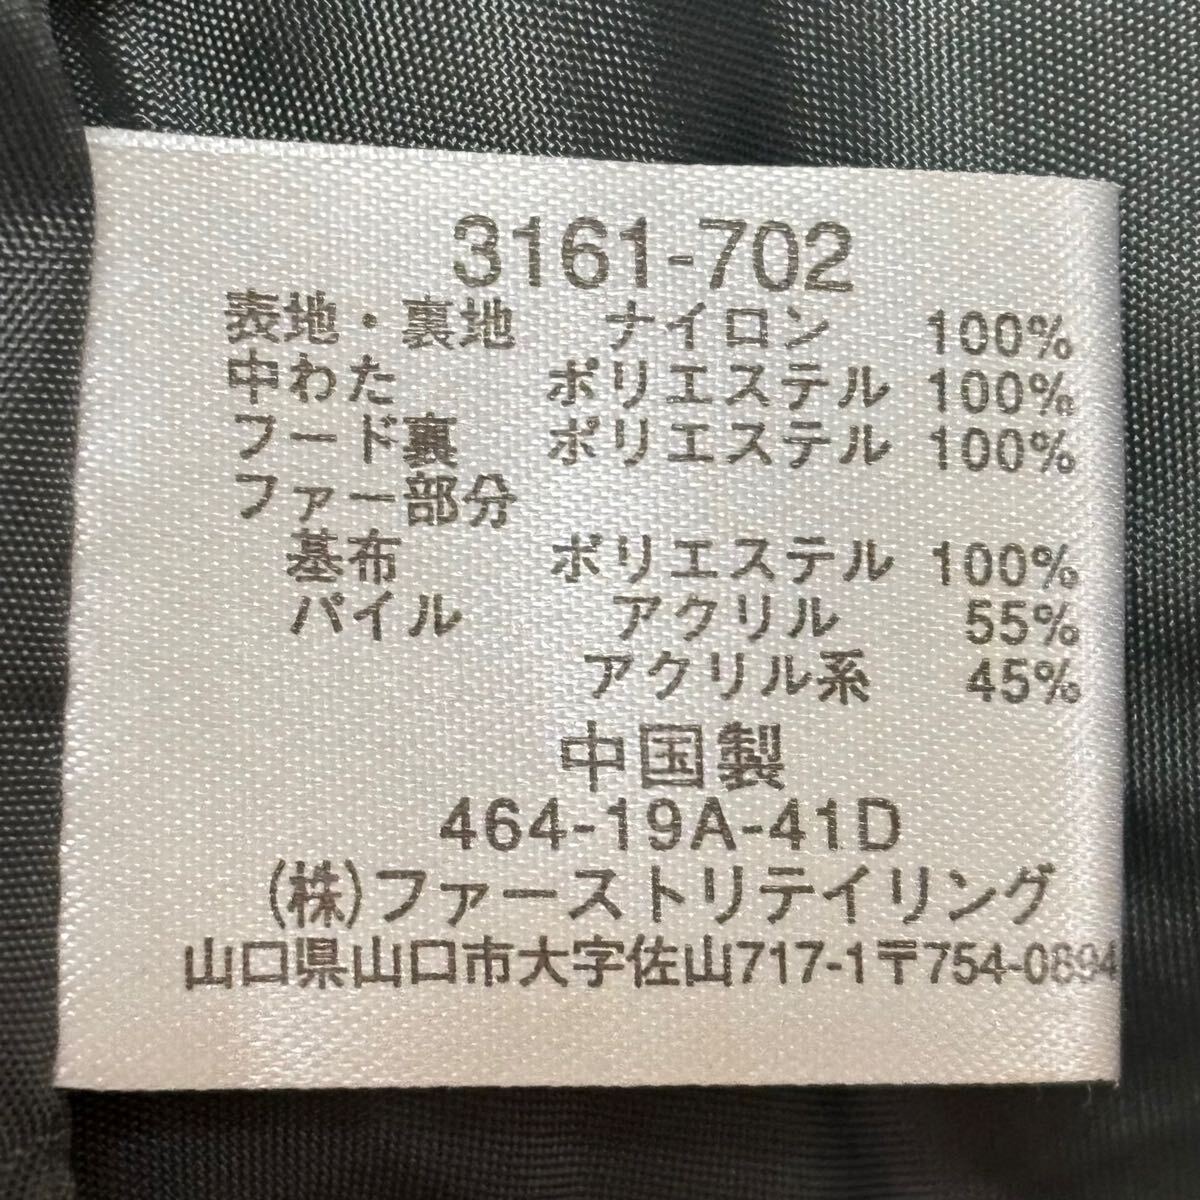 3161-702
表地・裏地 ナイロン 100%
中わた ポリエステル 100%
フード裏 ポリエステル 100%
ファー部分
基布 ポリエステル 100%
パイル アクリル 55%
アクリル系 45%
中国製
464-19A-41D
(株)ファーストリテイリング
山口県山口市大字佐山717-1〒754-0894